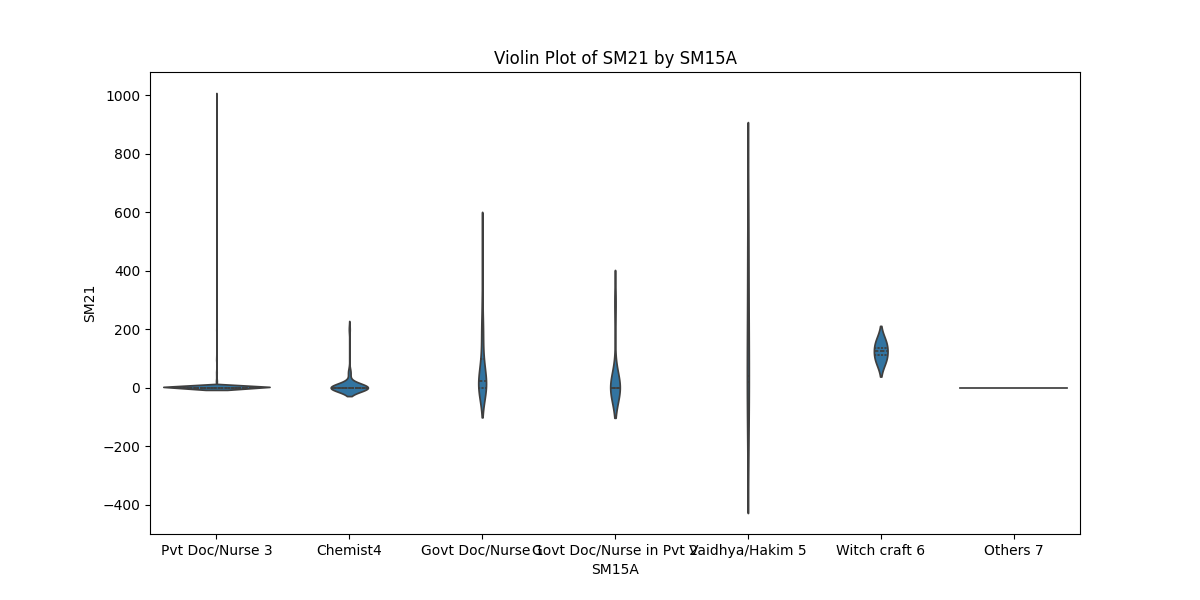 Violin Plot of SM21 by SM15A
1000
800
600
400
200
0
−200
−400
SM21
Pvt Doc/Nurse 3
Chemist4
Govt Doc/Nurse 1
Govt Doc/Nurse in Pvt 2
Vaidhya/Hakim 5
Witch craft 6
Others 7
SM15A